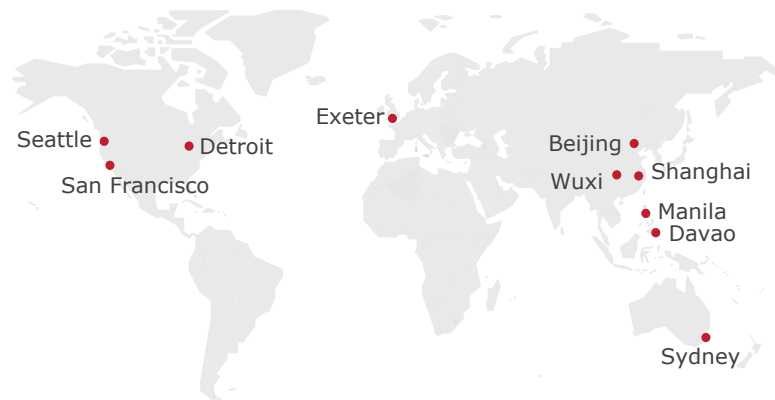 Exeter
Seattle
Detroit
Beijing
Shanghai
Wuxi
San Francisco
Manila
Davao
Sydney